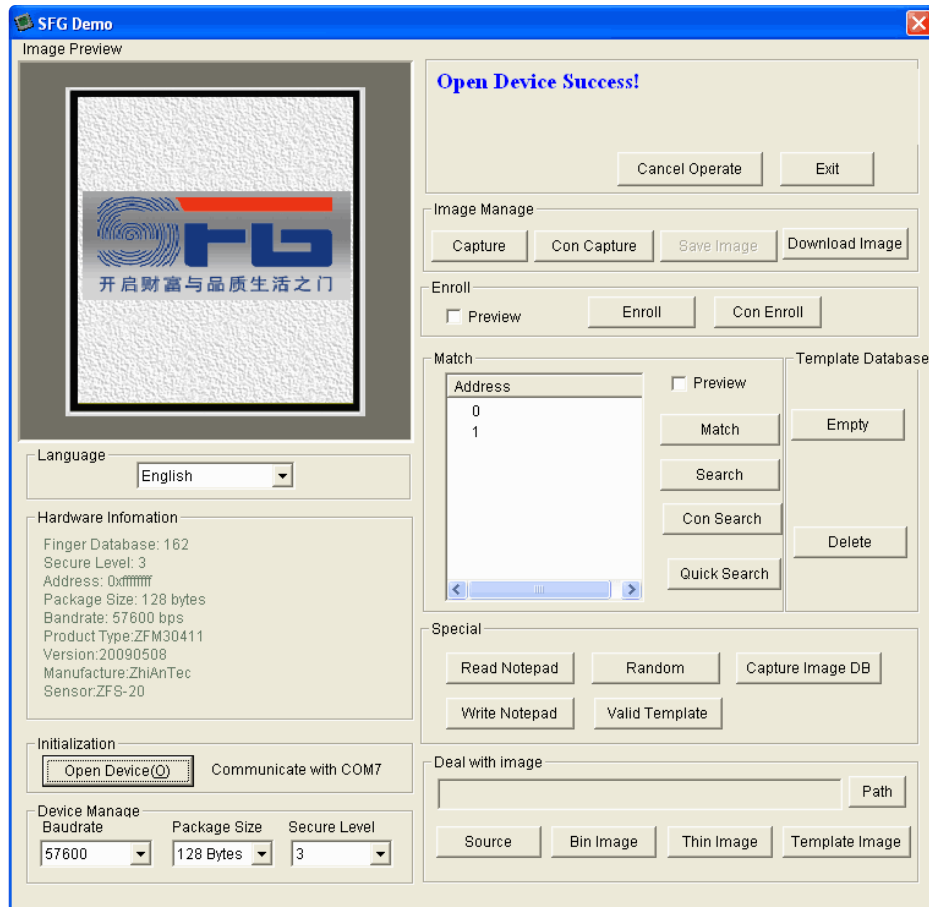 SFG Demo
Image Preview
SFG
开启财富与品质生活之门
Open Device Success!
Cancel Operate
Exit
Image Manage
Capture
Con Capture
Save Image
Download Image
Enroll
Preview
Enroll
Con Enroll
Match
Address
0
1
Preview
Match
Search
Con Search
Quick Search
Template Database
Empty
Delete
Language
English
Hardware Infomation
Finger Database: 162
Secure Level: 3
Address: 0xffffffff
Package Size: 128 bytes
Bandrate: 57600 bps
Product Type:ZFM30411
Version:20090508
Manufacture:ZhiAnTec
Sensor:ZFS-20
Special
Read Notepad
Random
Capture Image DB
Write Notepad
Valid Template
Initialization
Open Device(O)
Communicate with COM7
Deal with image
Path
Source
Bin Image
Thin Image
Template Image
Device Manage
Baudrate
Package Size
Secure Level
57600
128 Bytes
3